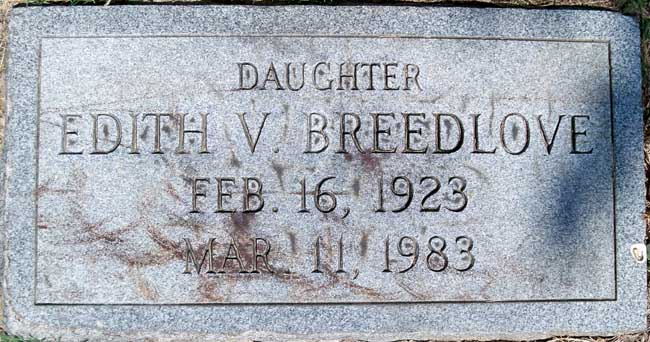 DAUGHTER
EDITH V. BREEDLOVE
FEB. 16, 1923
MAR. 11, 1983